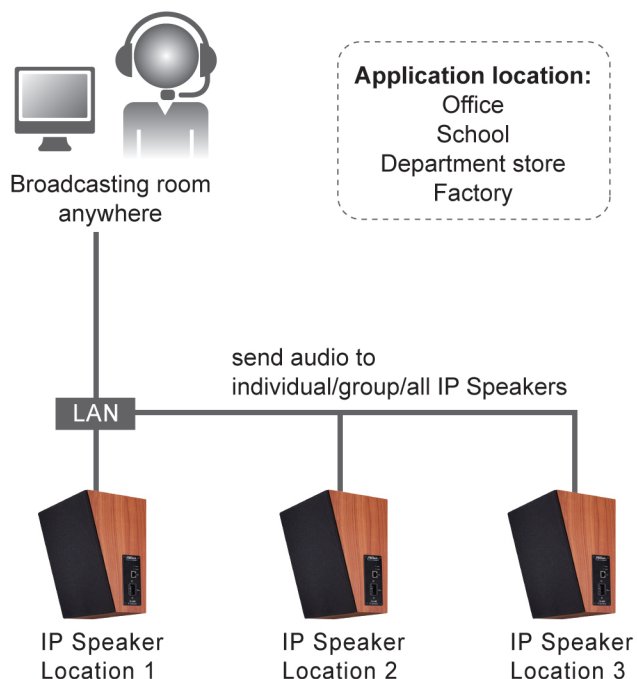 Application location:
Office
School
Department store
Factory
Broadcasting room
anywhere
send audio to
individual/group/all IP Speakers
LAN
IP Speaker
Location 1
IP Speaker
Location 2
IP Speaker
Location 3